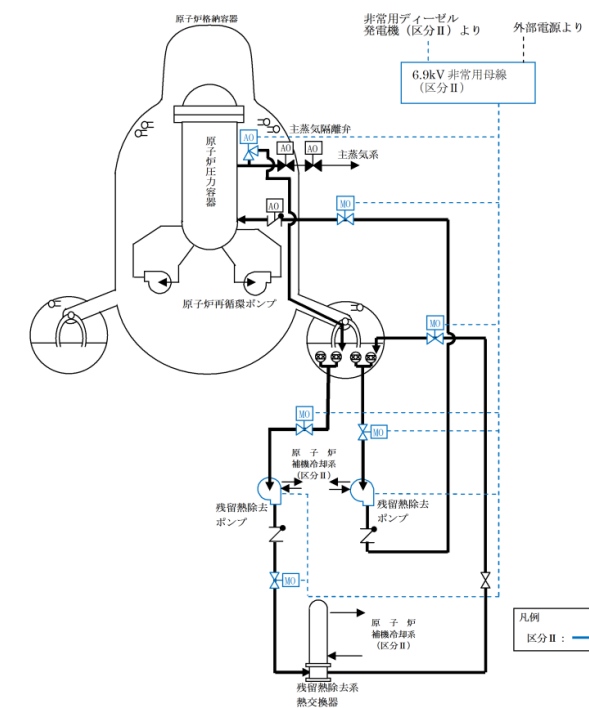 原子炉格納容器
非常用ディーゼル
発電機（区分Ⅱ）より
外部電源より
6.9kV 非常用母線
（区分Ⅱ）
原子炉圧力容器
主蒸気隔離弁
AO
AO
AO
主蒸気系
AO
MO
原子炉再循環ポンプ
MO
MO
MO
原 子 炉
補機冷却系
（区分Ⅱ）
残留熱除去
ポンプ
残留熱除去
ポンプ
MO
原 子 炉
補機冷却系
（区分Ⅱ）
残留熱除去系
熱交換器
凡例
区分Ⅱ：